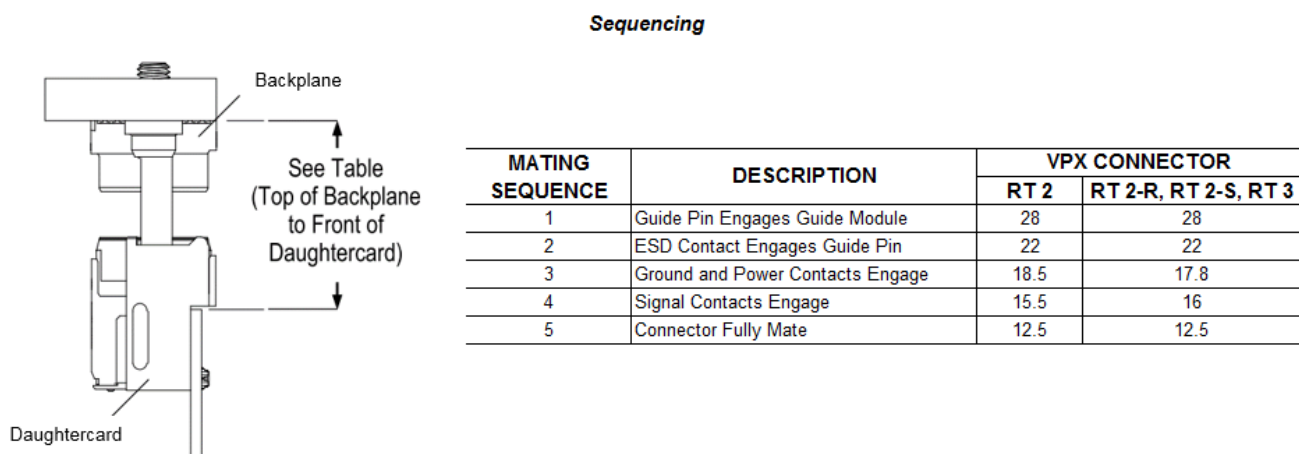 Sequencing
Backplane
See Table
(Top of Backplane
to Front of
Daughtercard)
Daughtercard
MATING SEQUENCE DESCRIPTION VPX CONNECTOR
RT 2 RT 2-R, RT 2-S, RT 3
1 Guide Pin Engages Guide Module 28 28
2 ESD Contact Engages Guide Pin 22 22
3 Ground and Power Contacts Engage 18.5 17.8
4 Signal Contacts Engage 15.5 16
5 Connector Fully Mate 12.5 12.5